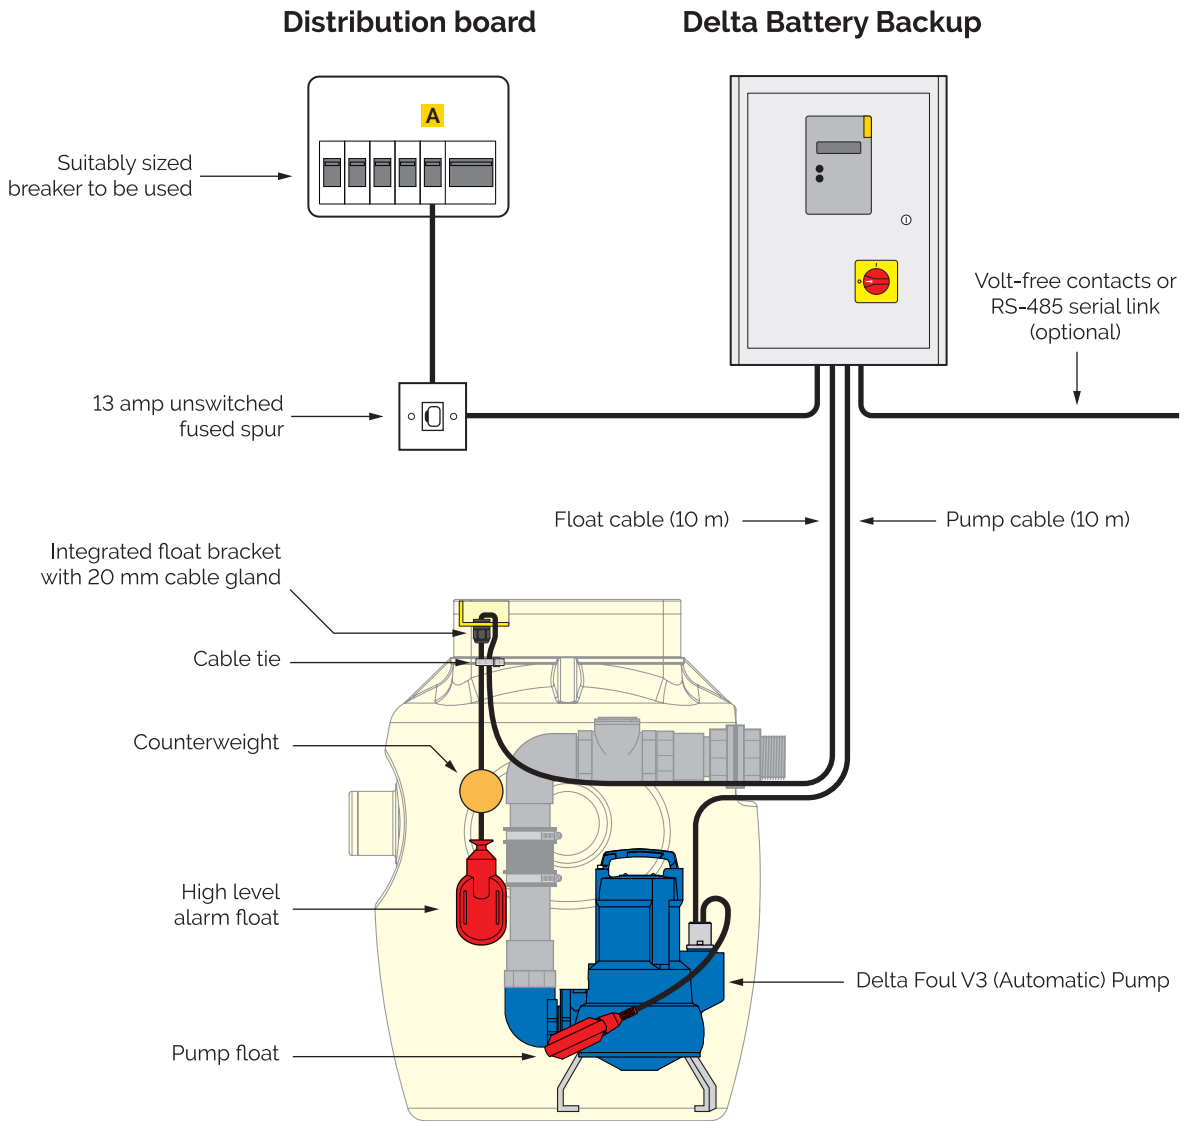 Distribution board
Delta Battery Backup
A
Suitably sized
breaker to be used
Volt-free contacts or
RS-485 serial link
(optional)
13 amp unswitched
fused spur
Float cable (10 m)
Pump cable (10 m)
Integrated float bracket
with 20 mm cable gland
Cable tie
Counterweight
High level
alarm float
Delta Foul V3 (Automatic) Pump
Pump float